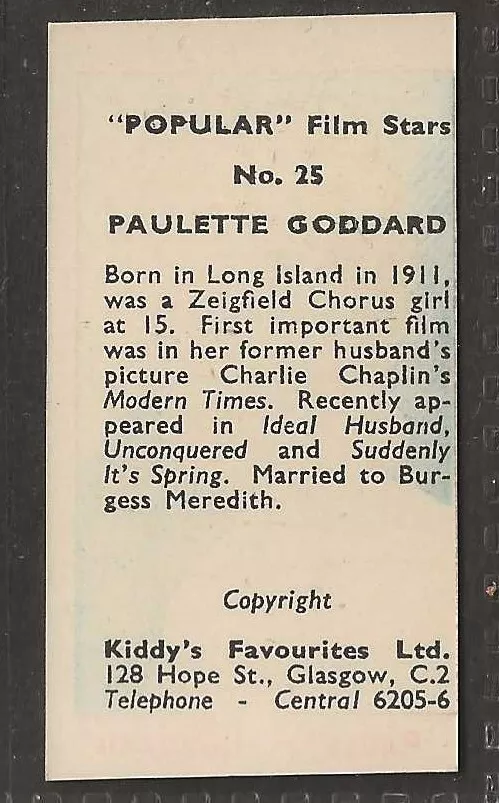 "POPULAR" Film Stars
No. 25
PAULETTE GODDARD
Born in Long Island in 1911,
was a Zeigfield Chorus girl
at 15. First important film
was in her former husband's
picture Charlie Chaplin's
Modern Times. Recently ap-
peared in Ideal Husband,
Unconquered and Suddenly
It's Spring. Married to Bur-
gess Meredith.
Copyright
Kiddy's Favourites Ltd.
128 Hope St., Glasgow, C.2
Telephone - Central 6205-6